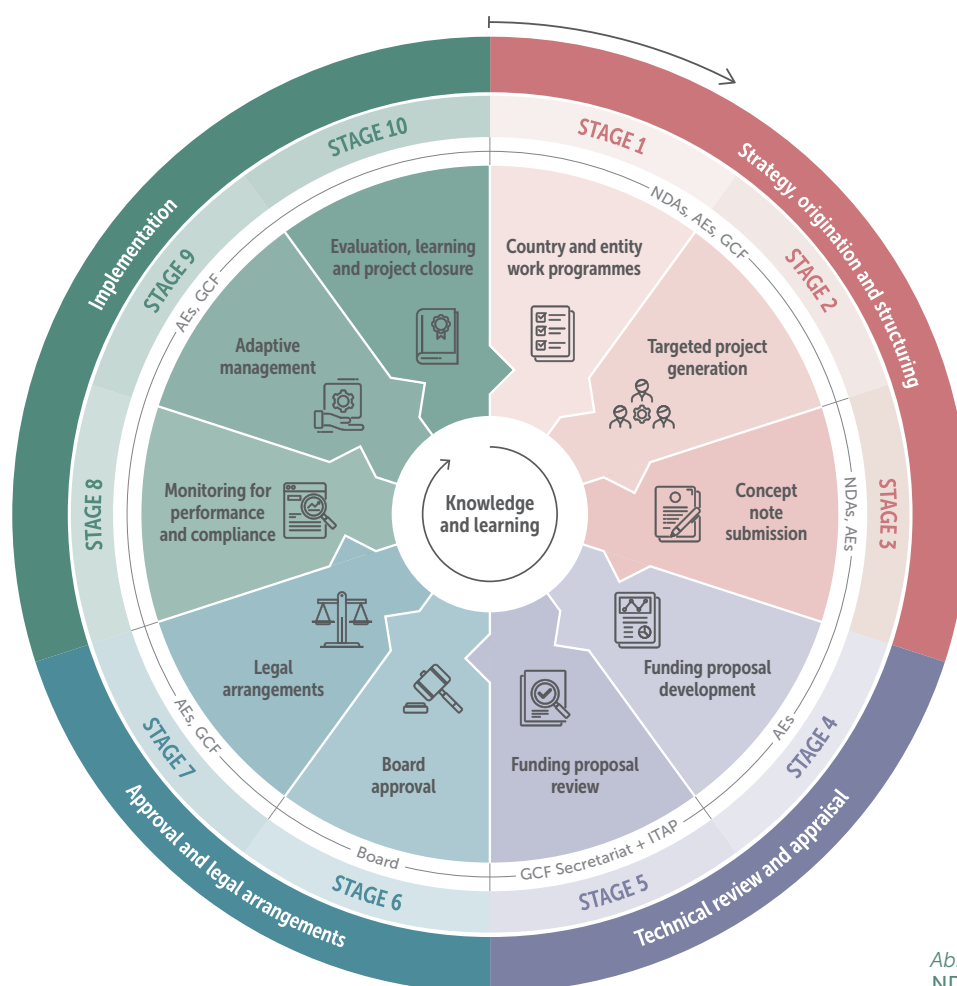 Strategy, origination and structuring
STAGE 1
NDAs, AEs, GCF
Country and entity
work programmes
STAGE 2
Targeted project
generation
STAGE 3
NDAs, AEs
Concept
note
submission
Technical review and appraisal
STAGE 4
AEs
Funding proposal
development
STAGE 5
GCF Secretariat + ITAP
Funding proposal
review
Approval and legal arrangements
STAGE 6
Board
Board
approval
STAGE 7
AEs, GCF
Legal
arrangements
Implementation
STAGE 8
Monitoring for
performance
and compliance
STAGE 9
AEs, GCF
Adaptive
management
STAGE 10
Evaluation, learning
and project closure
Knowledge
and learning